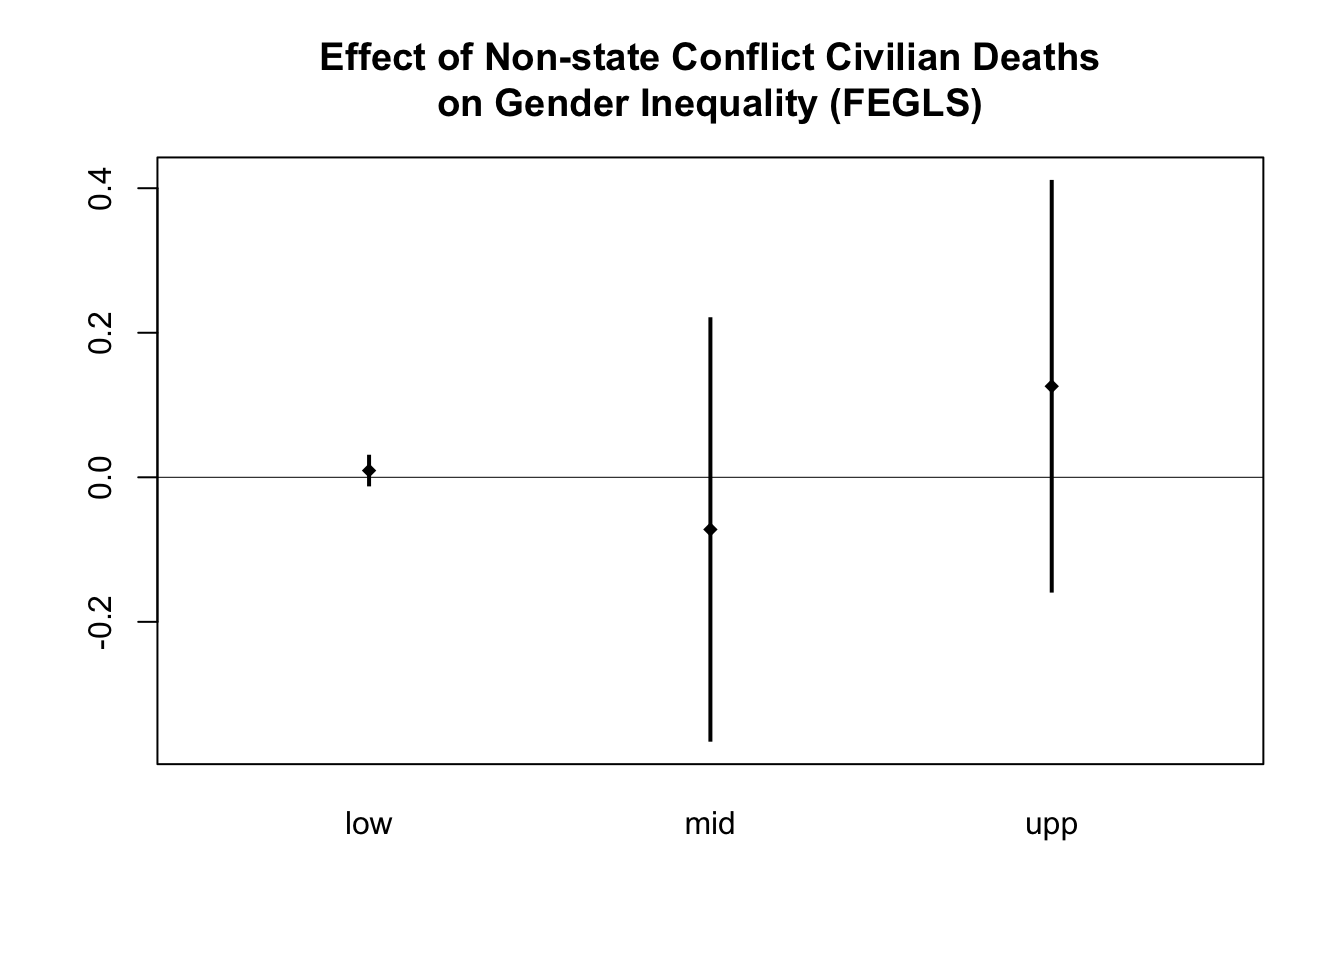 Effect of Non-state Conflict Civilian Deaths
on Gender Inequality (FEGLS)
0.4
0.2
0.0
-0.2
low mid upp